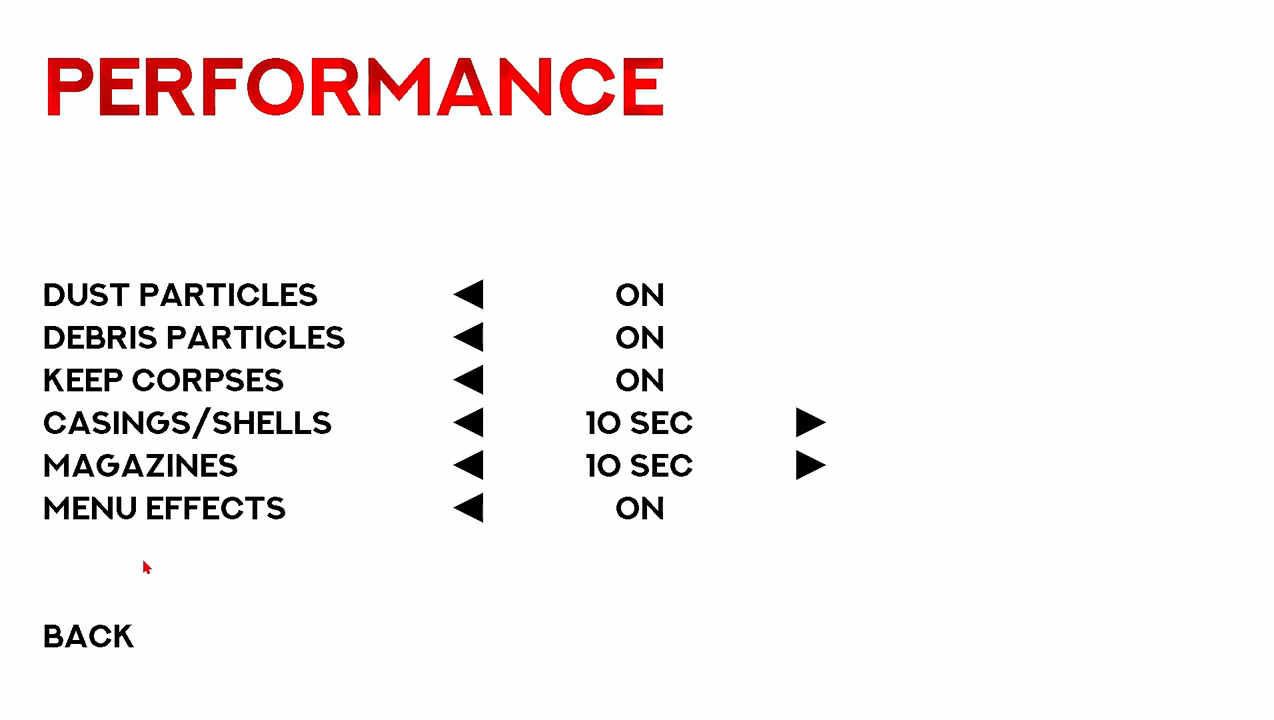 PERFORMANCE
DUST PARTICLES ON
DEBRIS PARTICLES ON
KEEP CORPSES ON
CASINGS/SHELLS 10 SEC
MAGAZINES 10 SEC
MENU EFFECTS ON
BACK